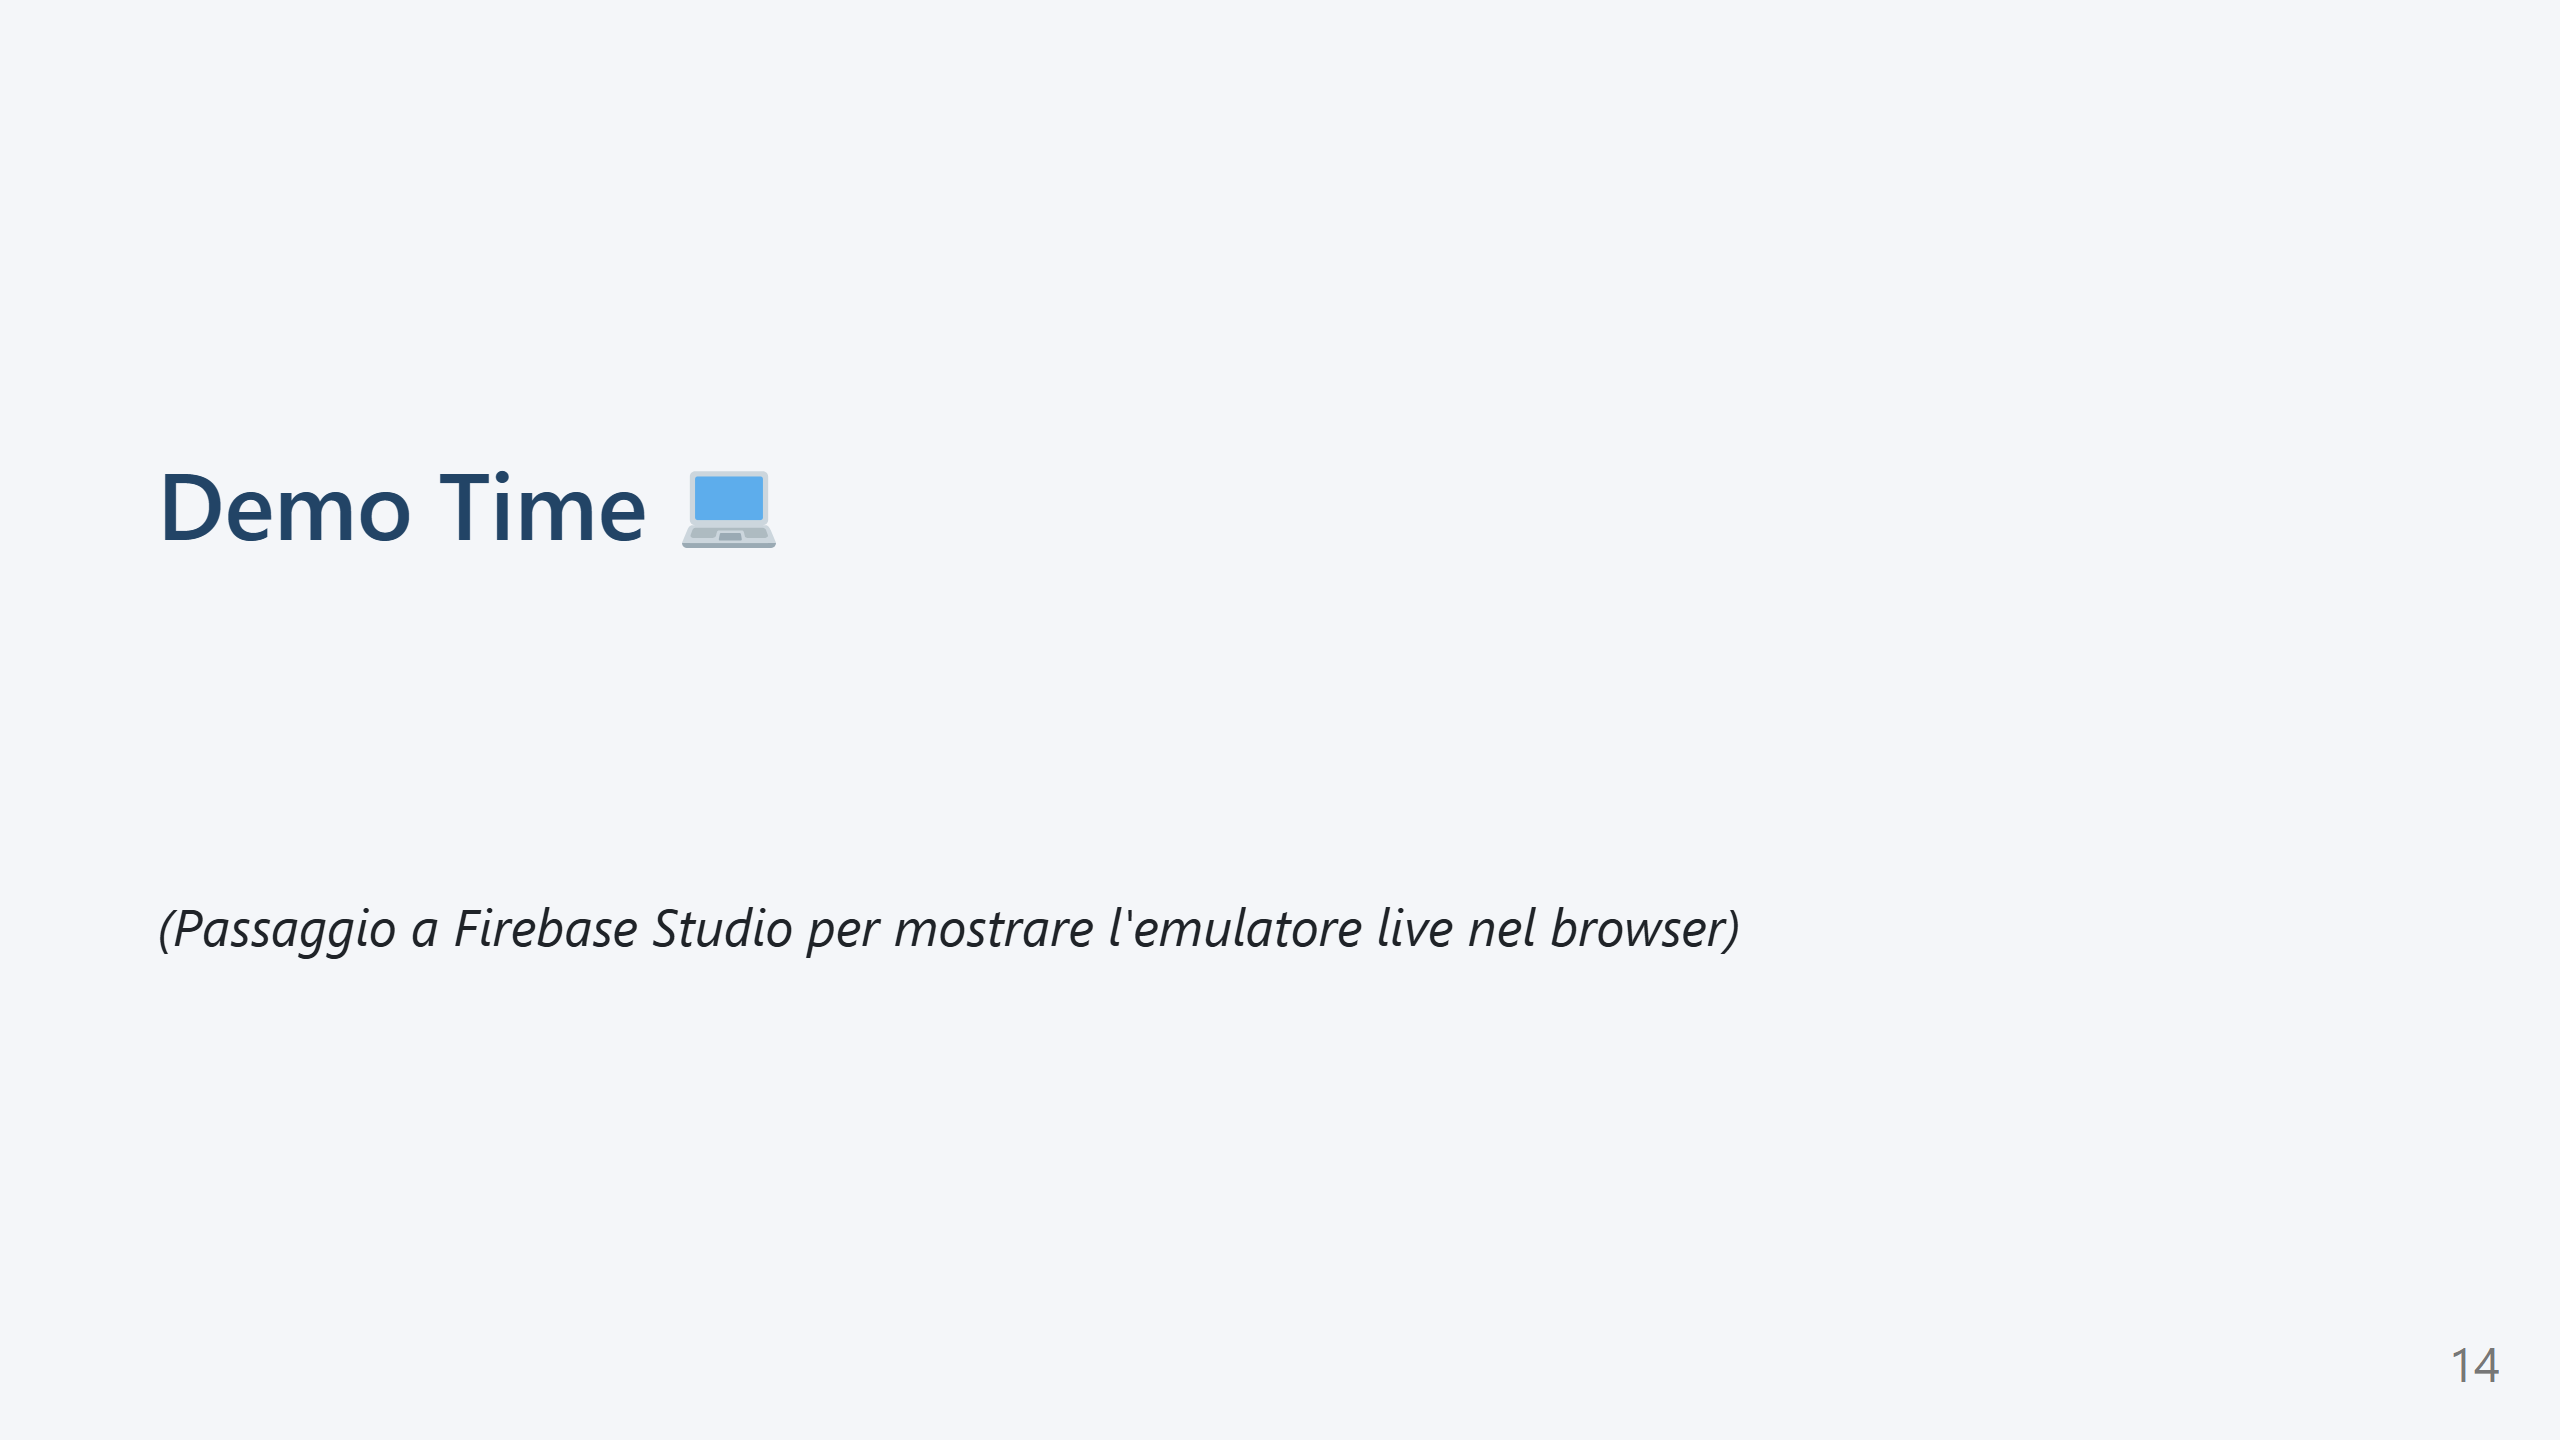 Demo Time 💻
(Passaggio a Firebase Studio per mostrare l'emulatore live nel browser)
14